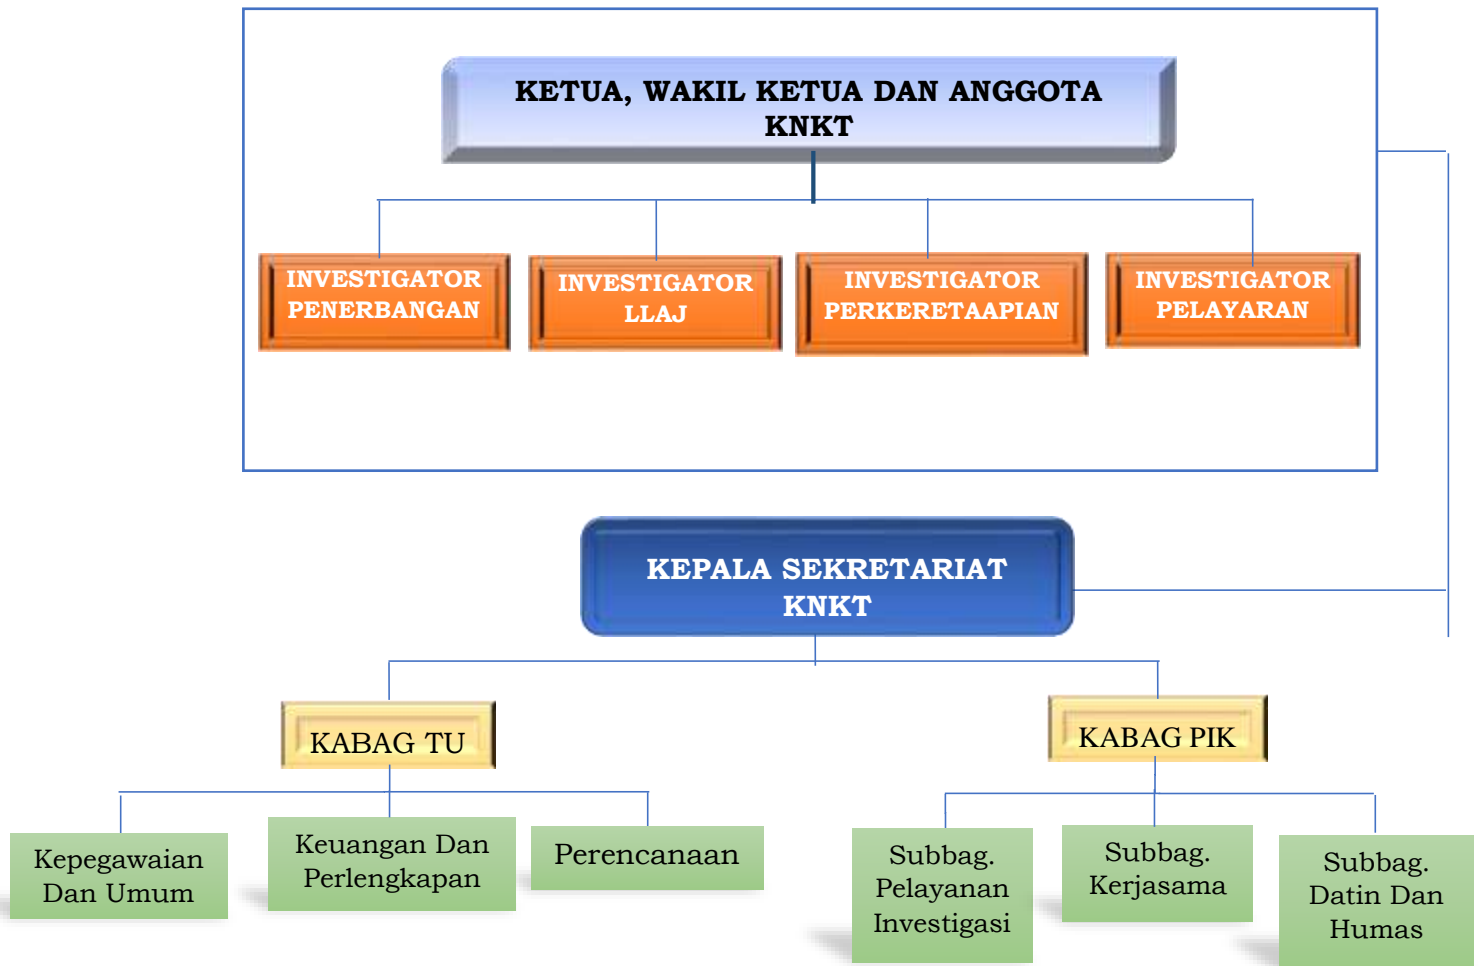 KETUA, WAKIL KETUA DAN ANGGOTA
KNKT
INVESTIGATOR
PENERBANGAN
INVESTIGATOR
LLAJ
INVESTIGATOR
PERKERETAAPIAN
INVESTIGATOR
PELAYARAN
KEPALA SEKRETARIAT
KNKT
KABAG TU
KABAG PIK
Kepegawaian
Dan Umum
Keuangan Dan
Perlengkapan
Perencanaan
Subbag.
Pelayanan
Investigasi
Subbag.
Kerjasama
Subbag.
Datin Dan
Humas